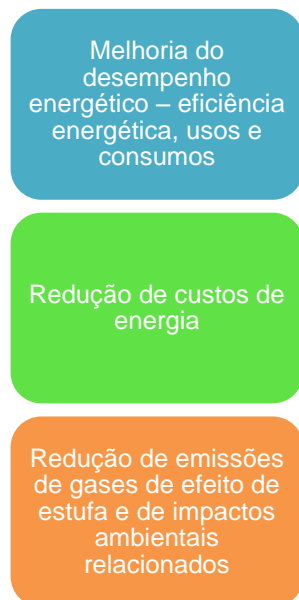 Melhoria do
desempenho
energético – eficiência
energética, usos e
consumos
Redução de custos de
energia
Redução de emissões
de gases de efeito de
estufa e de impactos
ambientais
relacionados